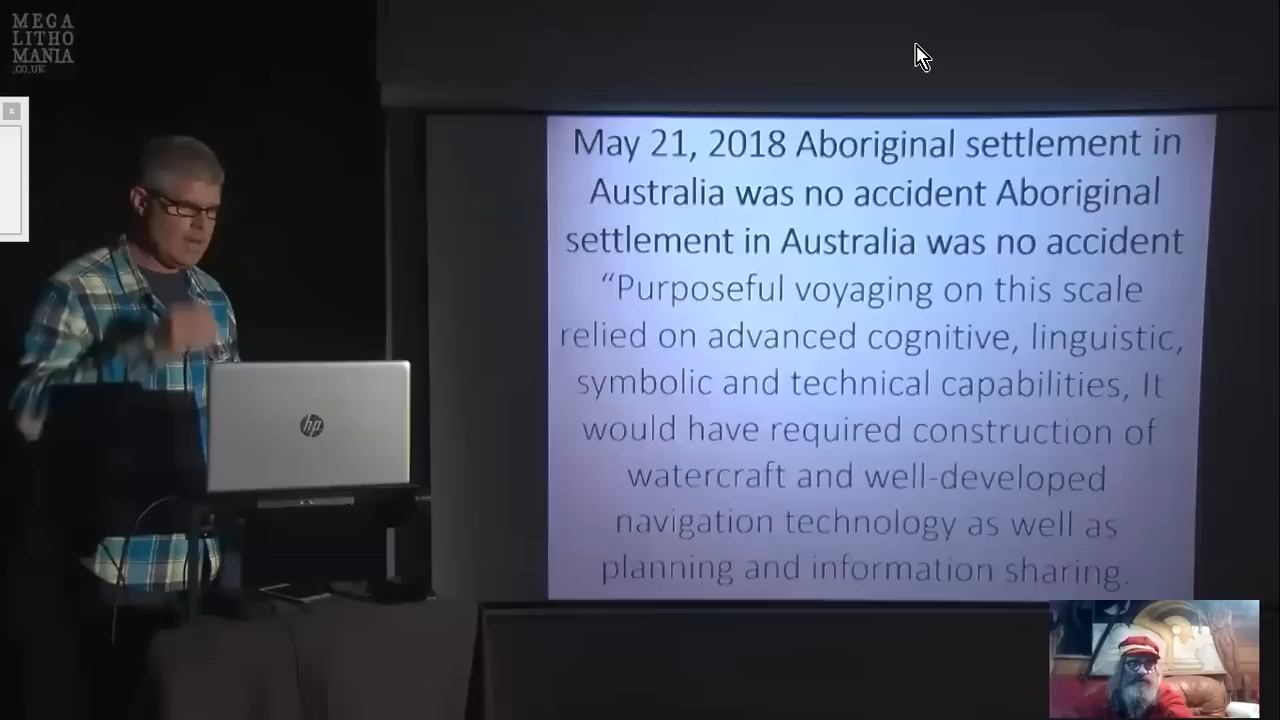 MEGA
LITHO
MANIA
.CO.UK
x
May 21, 2018 Aboriginal settlement in
Australia was no accident Aboriginal
settlement in Australia was no accident
“Purposeful voyaging on this scale
relied on advanced cognitive, linguistic,
symbolic and technical capabilities, It
would have required construction of
watercraft and well-developed
navigation technology as well as
planning and information sharing.
hp